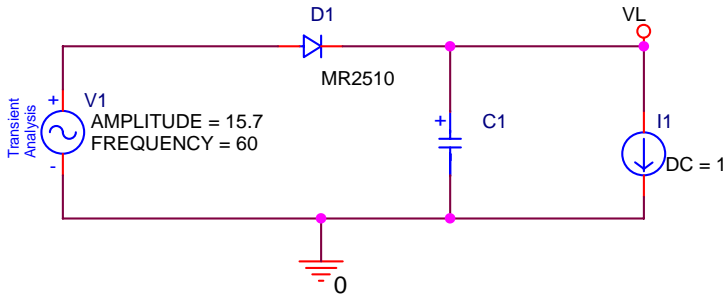 D1
VL
MR2510
Transient
Analysis
+
V1
AMPLITUDE = 15.7
FREQUENCY = 60
-
+
C1
I1
DC = 1
0